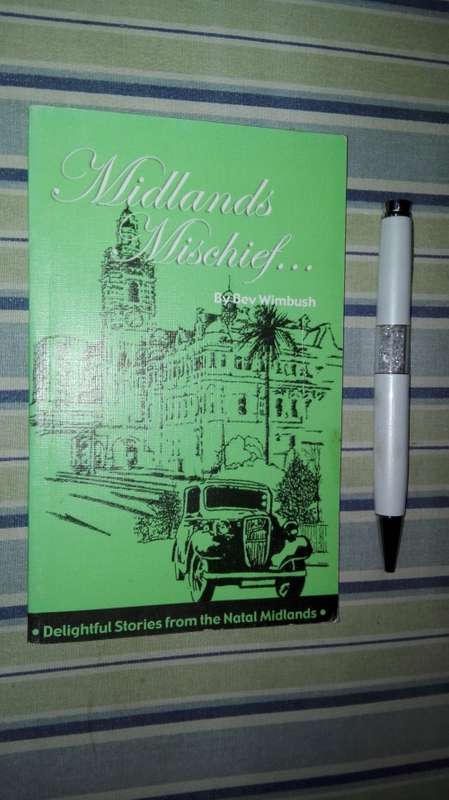 Midlands
Mischief...
By Bev Wimbush
• Delightful Stories from the Natal Midlands •